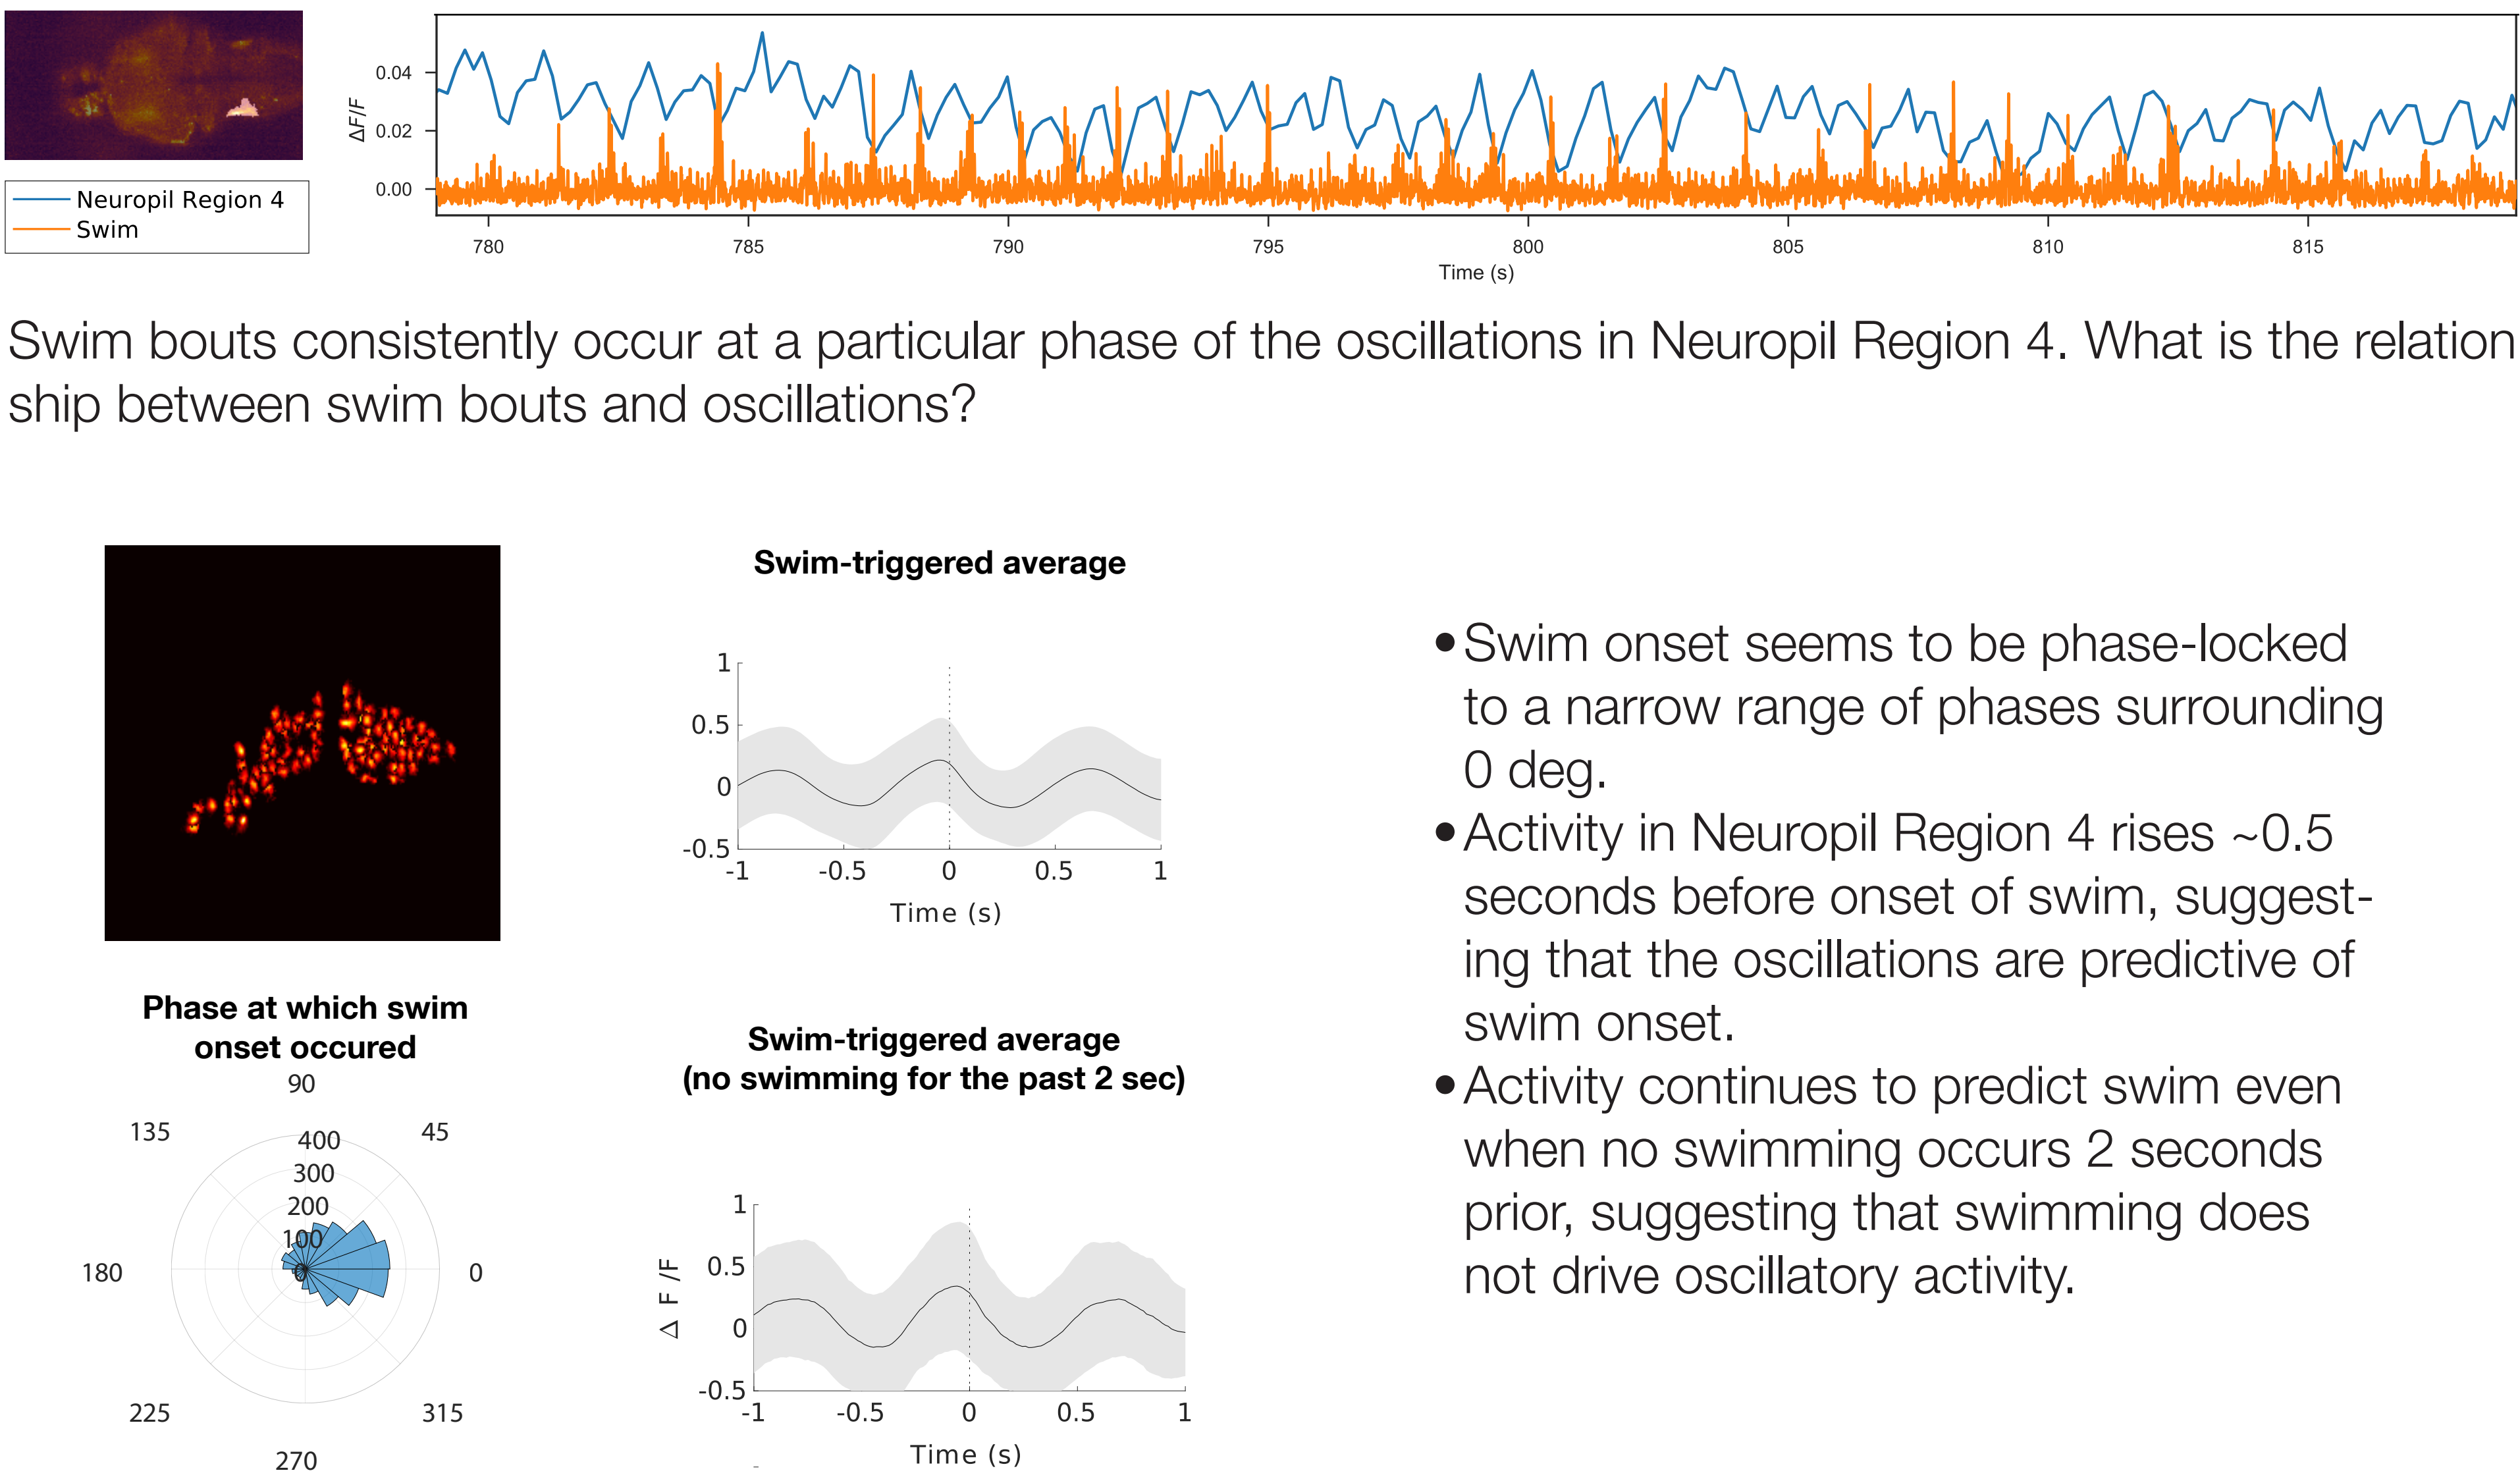 0.04
0.02
0.00
ΔF/F
Neuropil Region 4
Swim
780
785
790
795
800
805
810
815
Time (s)
Swim bouts consistently occur at a particular phase of the oscillations in Neuropil Region 4. What is the relation
ship between swim bouts and oscillations?
Swim-triggered average
1
0.5
0
-0.5
-1
-0.5
0
0.5
1
Time (s)
Phase at which swim
onset occured
90
135
45
400
300
200
100
0
180
0
225
315
270
Swim-triggered average
(no swimming for the past 2 sec)
1
0.5
0
-0.5
Δ F /F
-1
-0.5
0
0.5
1
Time (s)
•Swim onset seems to be phase-locked
to a narrow range of phases surrounding
0 deg.
•Activity in Neuropil Region 4 rises ~0.5
seconds before onset of swim, suggest-
ing that the oscillations are predictive of
swim onset.
•Activity continues to predict swim even
when no swimming occurs 2 seconds
prior, suggesting that swimming does
not drive oscillatory activity.